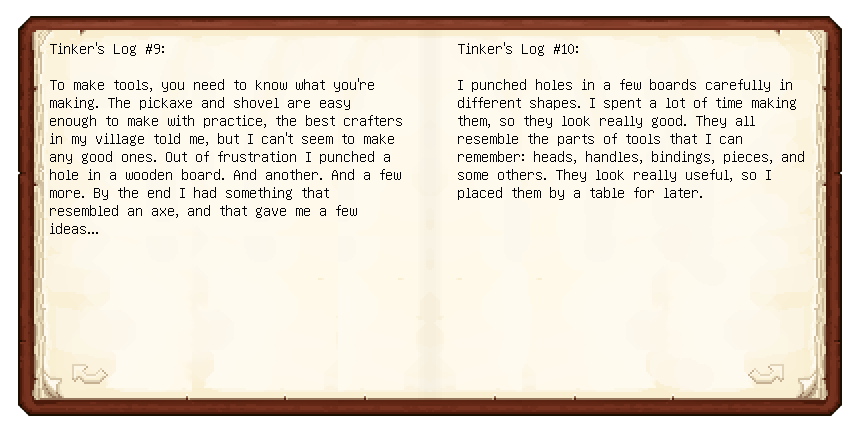 Tinker's Log #9:
To make tools, you need to know what you're
making. The pickaxe and shovel are easy
enough to make with practice, the best crafters
in my village told me, but I can't seem to make
any good ones. Out of frustration I punched a
hole in a wooden board. And another. And a few
more. By the end I had something that
resembled an axe, and that gave me a few
ideas...
Tinker's Log #10:
I punched holes in a few boards carefully in
different shapes. I spent a lot of time making
them, so they look really good. They all
resemble the parts of tools that I can
remember: heads, handles, bindings, pieces, and
some others. They look really useful, so I
placed them by a table for later.